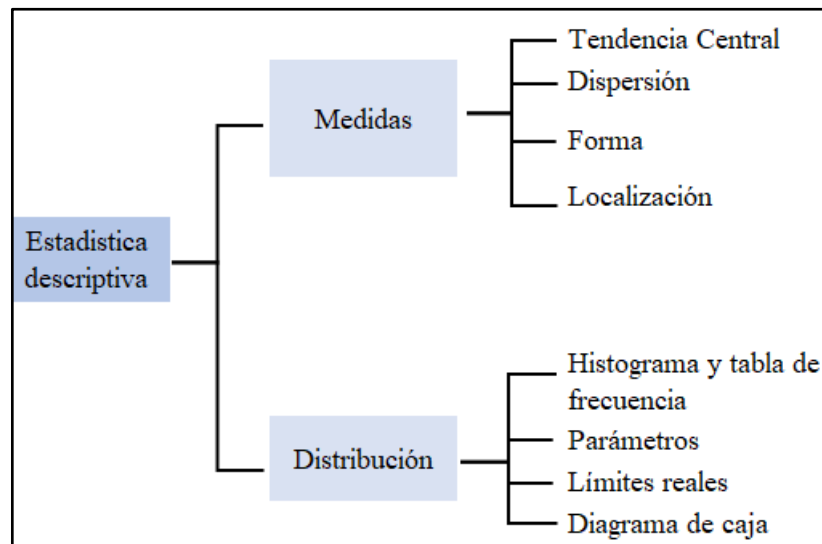 Estadistica
descriptiva
Medidas
Tendencia Central
Dispersión
Forma
Localización
Distribución
Histograma y tabla de
frecuencia
Parámetros
Límites reales
Diagrama de caja